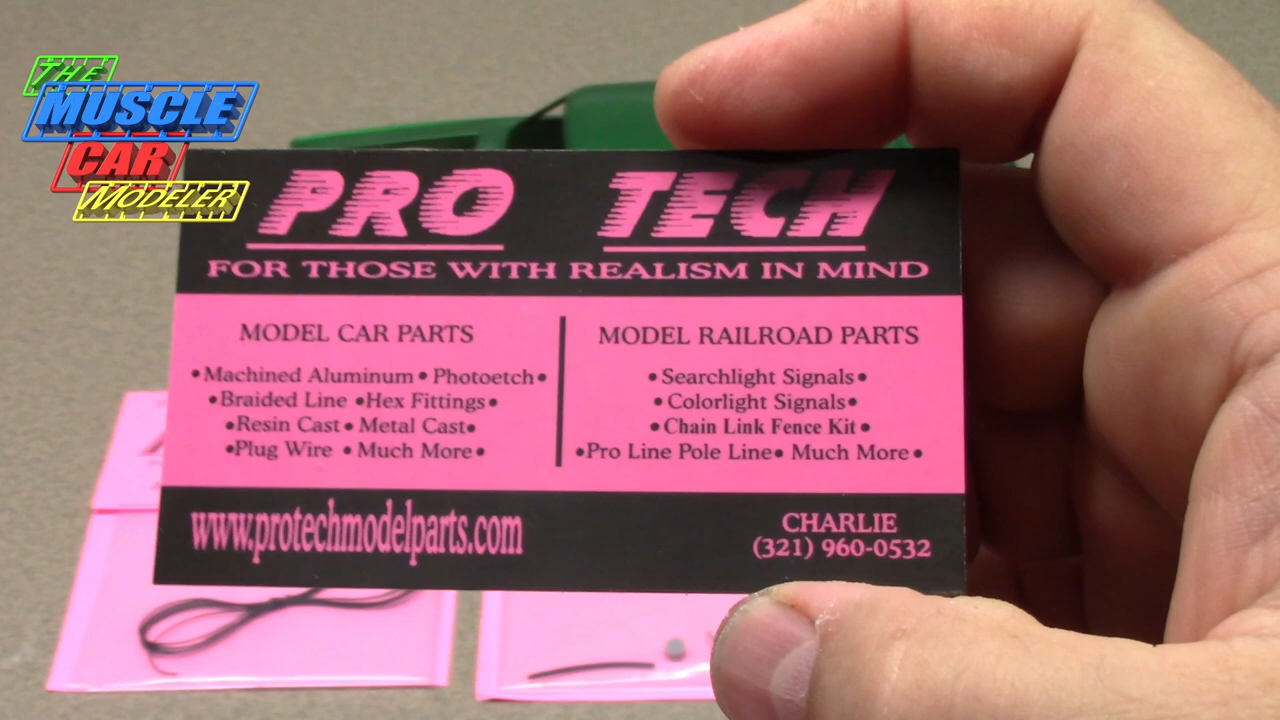 THE
MUSCLE
CAR
MODELER
PRO TECH
FOR THOSE WITH REALISM IN MIND
MODEL CAR PARTS
•Machined Aluminum• Photoetch•
•Braided Line •Hex Fittings•
•Resin Cast• Metal Cast•
•Plug Wire •Much More•
MODEL RAILROAD PARTS
•Searchlight Signals•
•Colorlight Signals•
•Chain Link Fence Kit•
•Pro Line Pole Line• Much More•
www.protechmodelparts.com
CHARLIE
(321) 960-0532